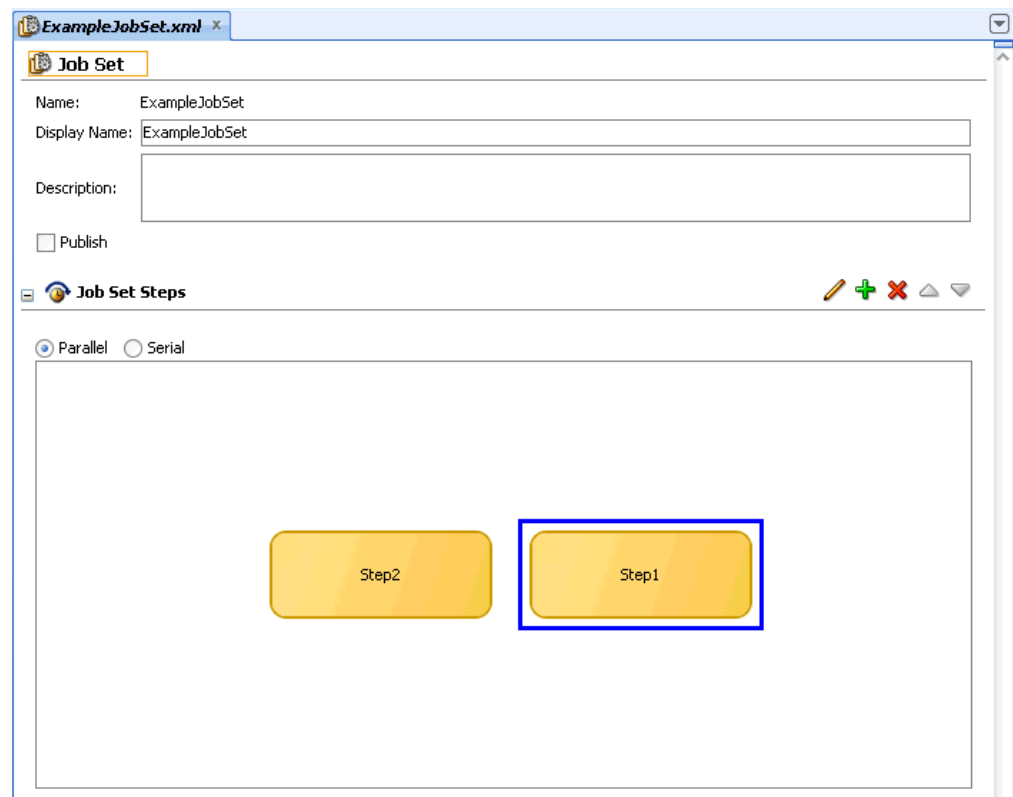 ExampleJobSet.xml
Job Set
Name: ExampleJobSet
Display Name: ExampleJobSet
Description:
Publish
Job Set Steps
Parallel Serial
Step2 Step1